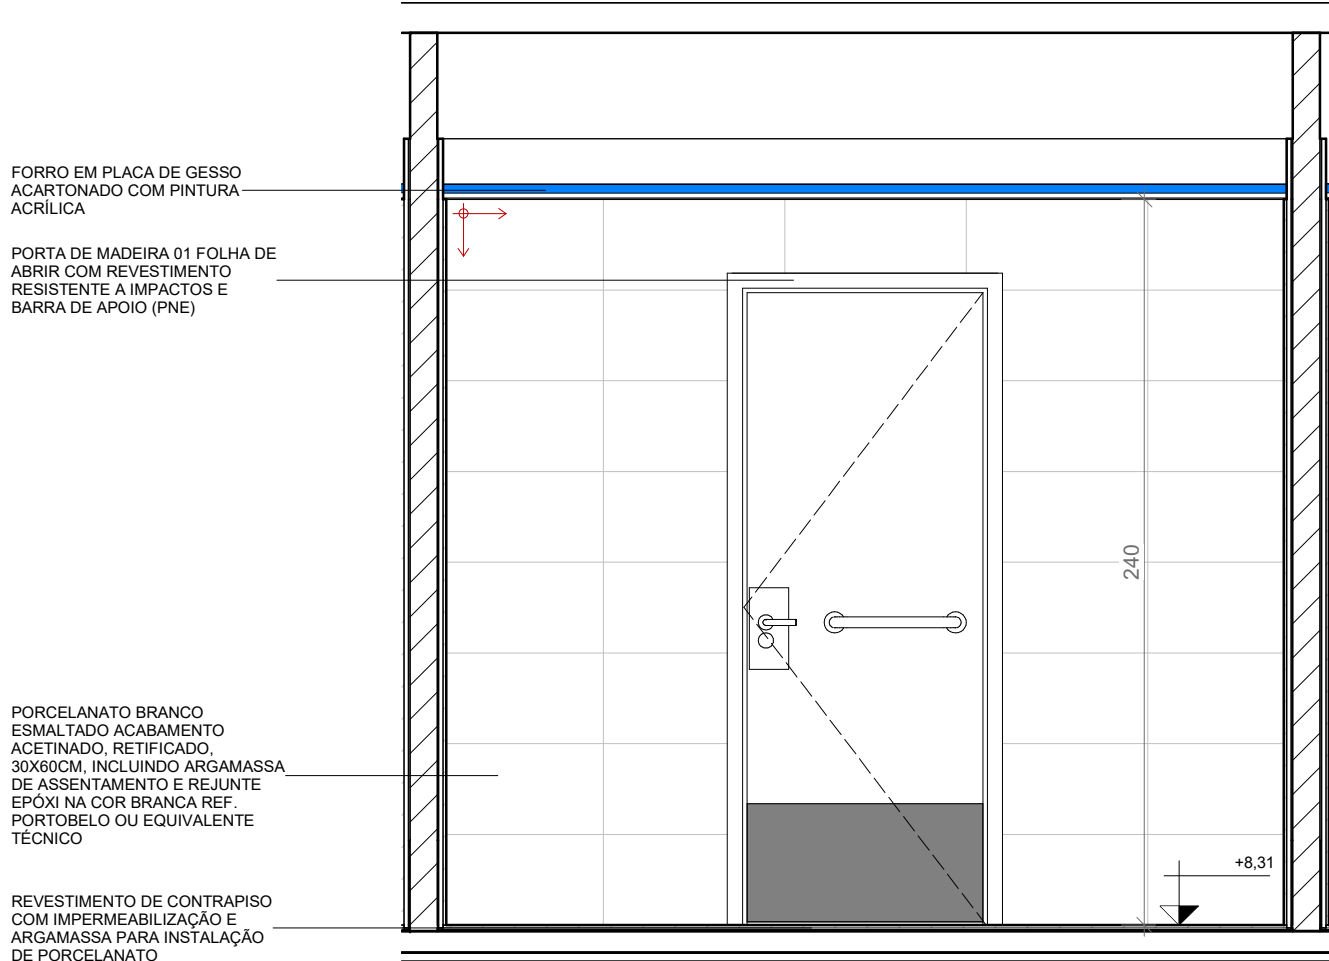 FORRO EM PLACA DE GESSO
ACARTONADO COM PINTURA
ACRÍLICA
PORTA DE MADEIRA 01 FOLHA DE
ABRIR COM REVESTIMENTO
RESISTENTE A IMPACTOS E
BARRA DE APOIO (PNE)
240
PORCELANATO BRANCO
ESMALTADO ACABAMENTO
ACETINADO, RETIFICADO,
30X60CM, INCLUINDO ARGAMASSA
DE ASSENTAMENTO E REJUNTE
EPÓXI NA COR BRANCA REF.
PORTOBELO OU EQUIVALENTE
TÉCNICO
+8,31
REVESTIMENTO DE CONTRAPISO
COM IMPERMEABILIZAÇÃO E
ARGAMASSA PARA INSTALAÇÃO
DE PORCELANATO